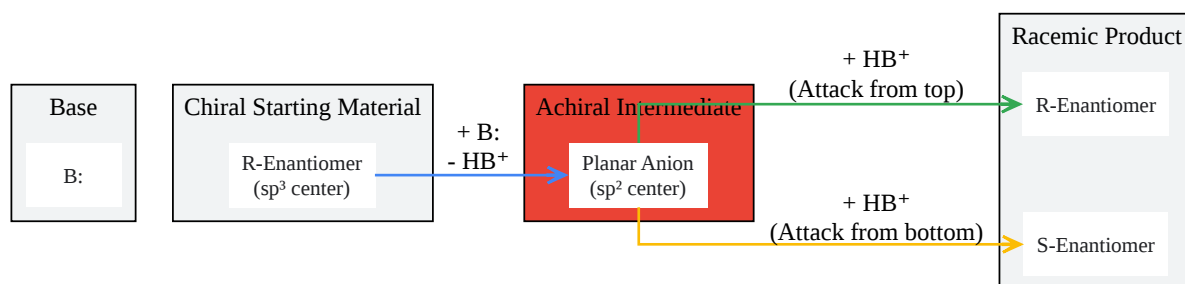 Base
B:
Chiral Starting Material
R-Enantiomer
(sp³ center)
+ B:
- HB⁺
Achiral Intermediate
Planar Anion
(sp² center)
+ HB⁺
(Attack from top)
+ HB⁺
(Attack from bottom)
Racemic Product
R-Enantiomer
S-Enantiomer